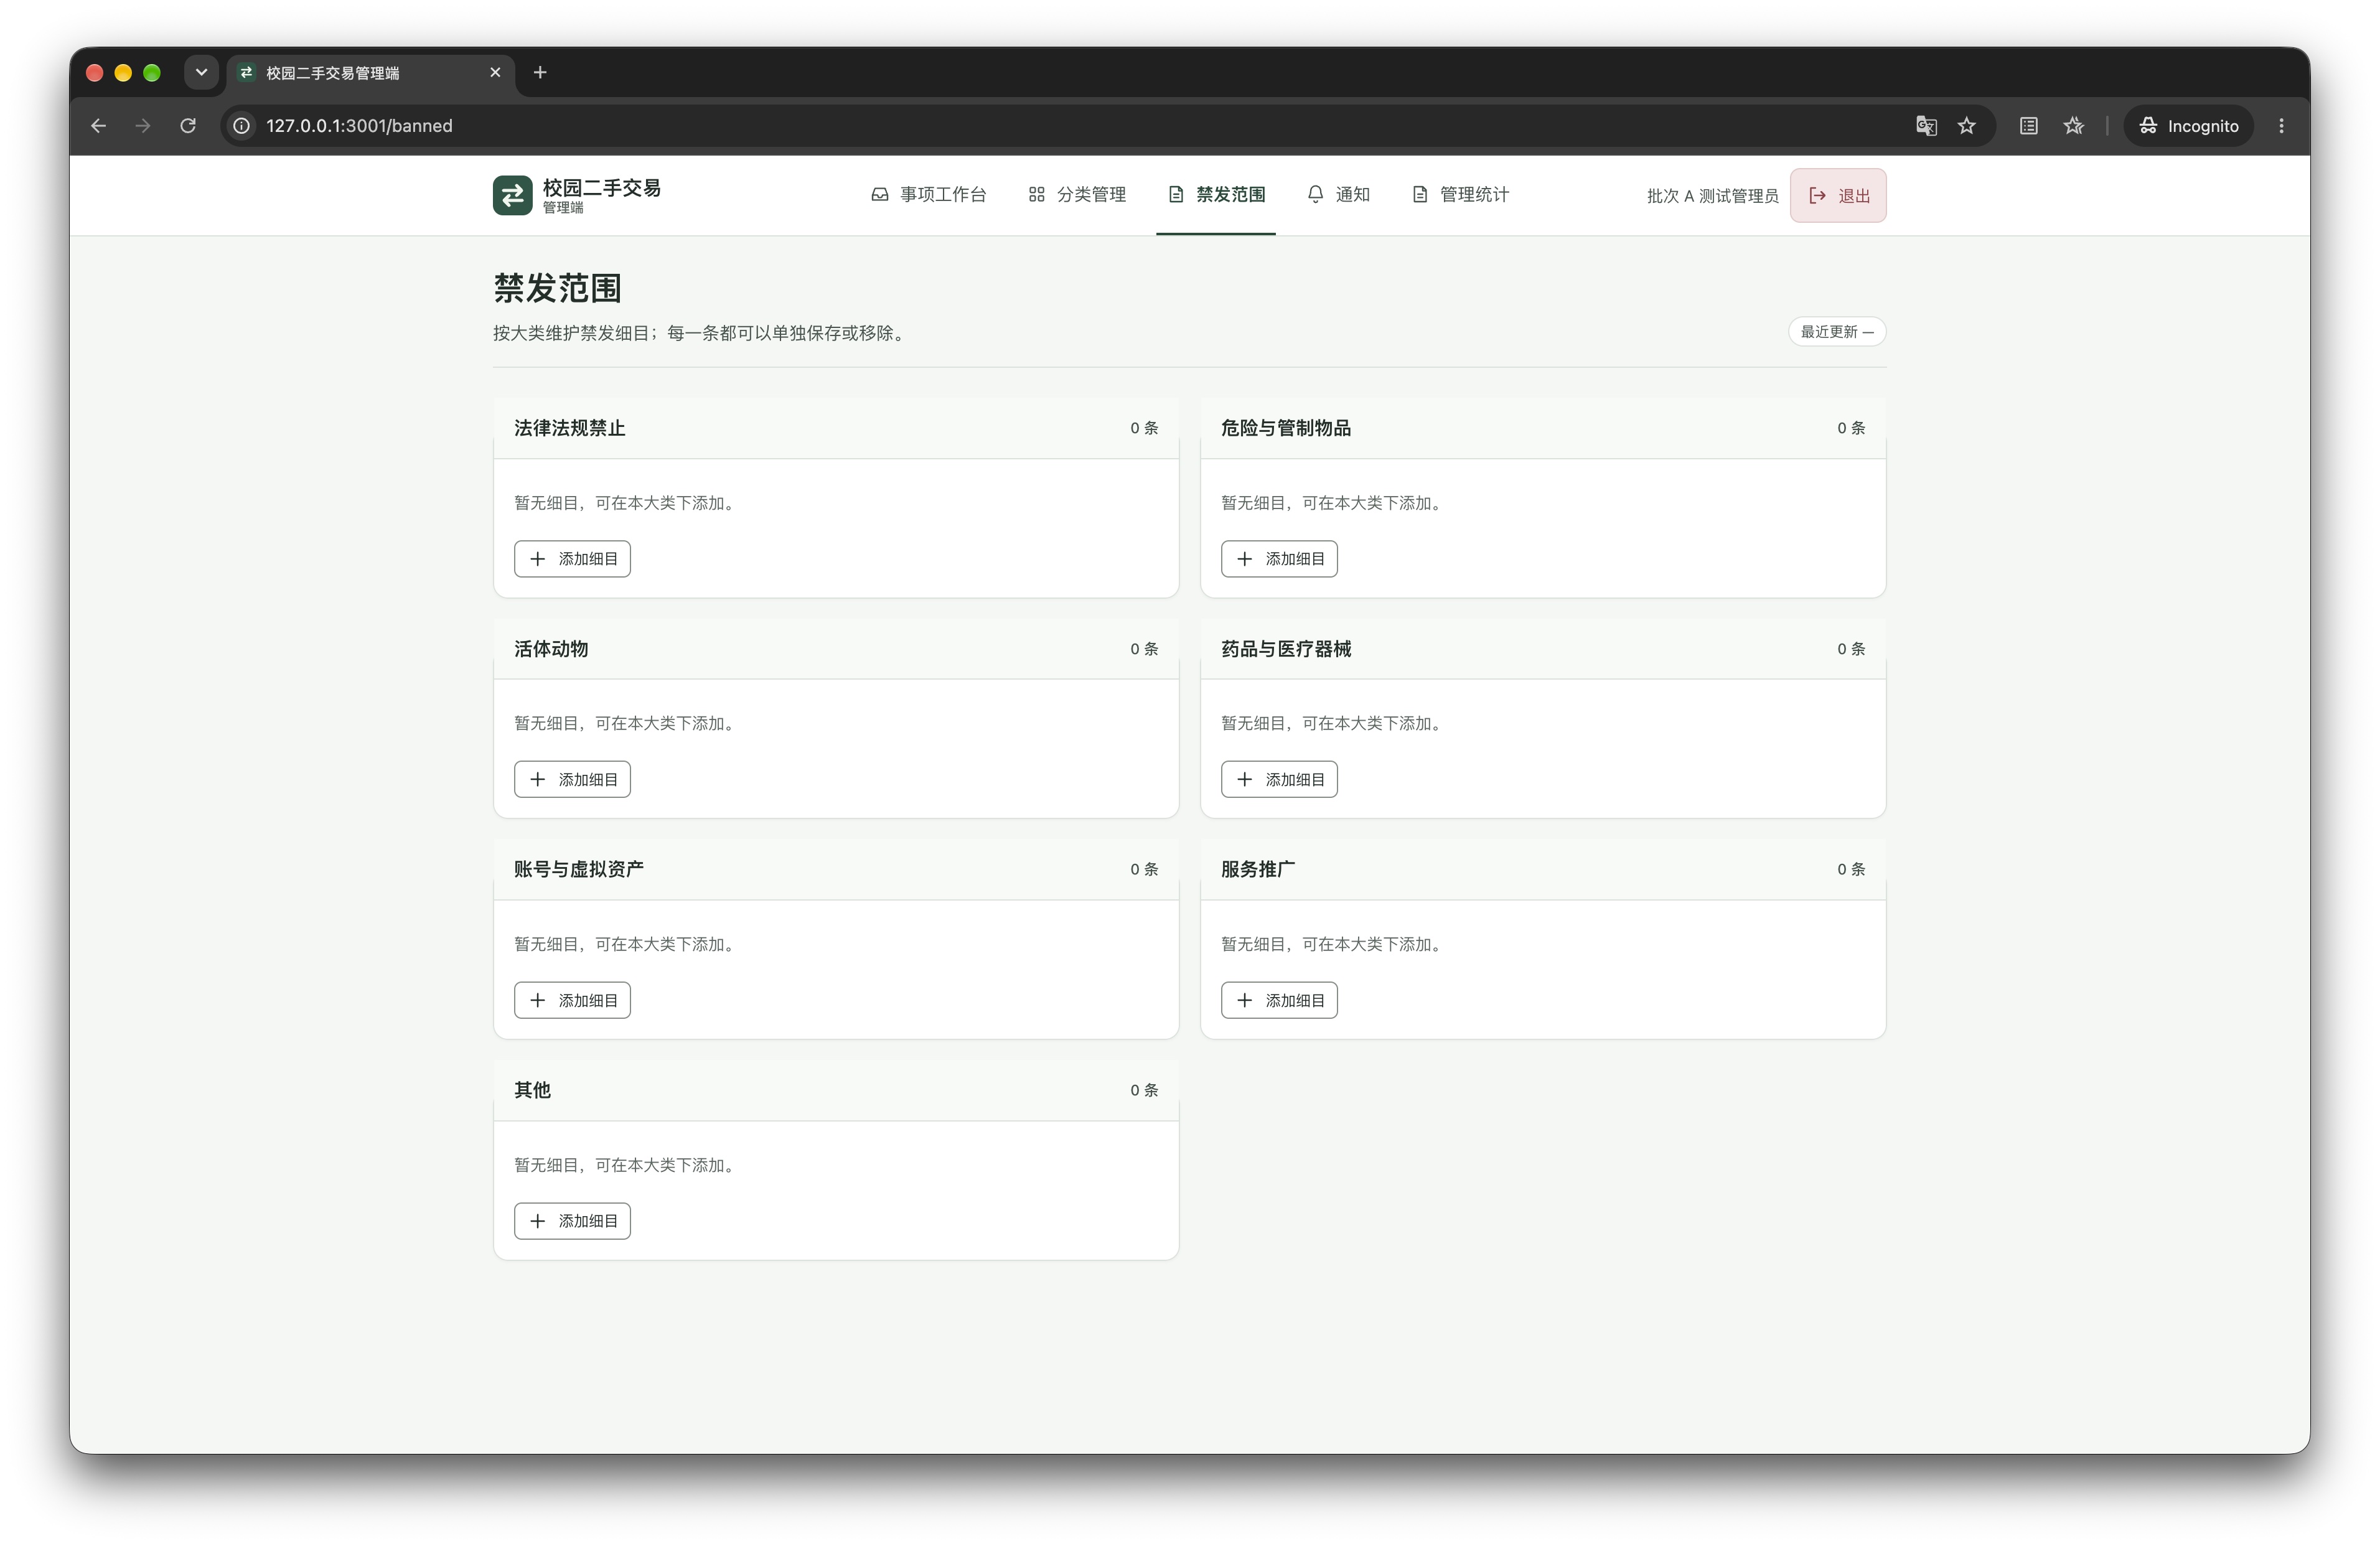 校园二手交易管理端
127.0.0.1:3001/banned
Incognito
校园二手交易
管理端
事项工作台
分类管理
禁发范围
通知
管理统计
批次 A 测试管理员
退出
禁发范围
按大类维护禁发细目；每一条都可以单独保存或移除。
最近更新 —
法律法规禁止
0 条
暂无细目，可在本大类下添加。
添加细目
危险与管制物品
0 条
暂无细目，可在本大类下添加。
添加细目
活体动物
0 条
暂无细目，可在本大类下添加。
添加细目
药品与医疗器械
0 条
暂无细目，可在本大类下添加。
添加细目
账号与虚拟资产
0 条
暂无细目，可在本大类下添加。
添加细目
服务推广
0 条
暂无细目，可在本大类下添加。
添加细目
其他
0 条
暂无细目，可在本大类下添加。
添加细目